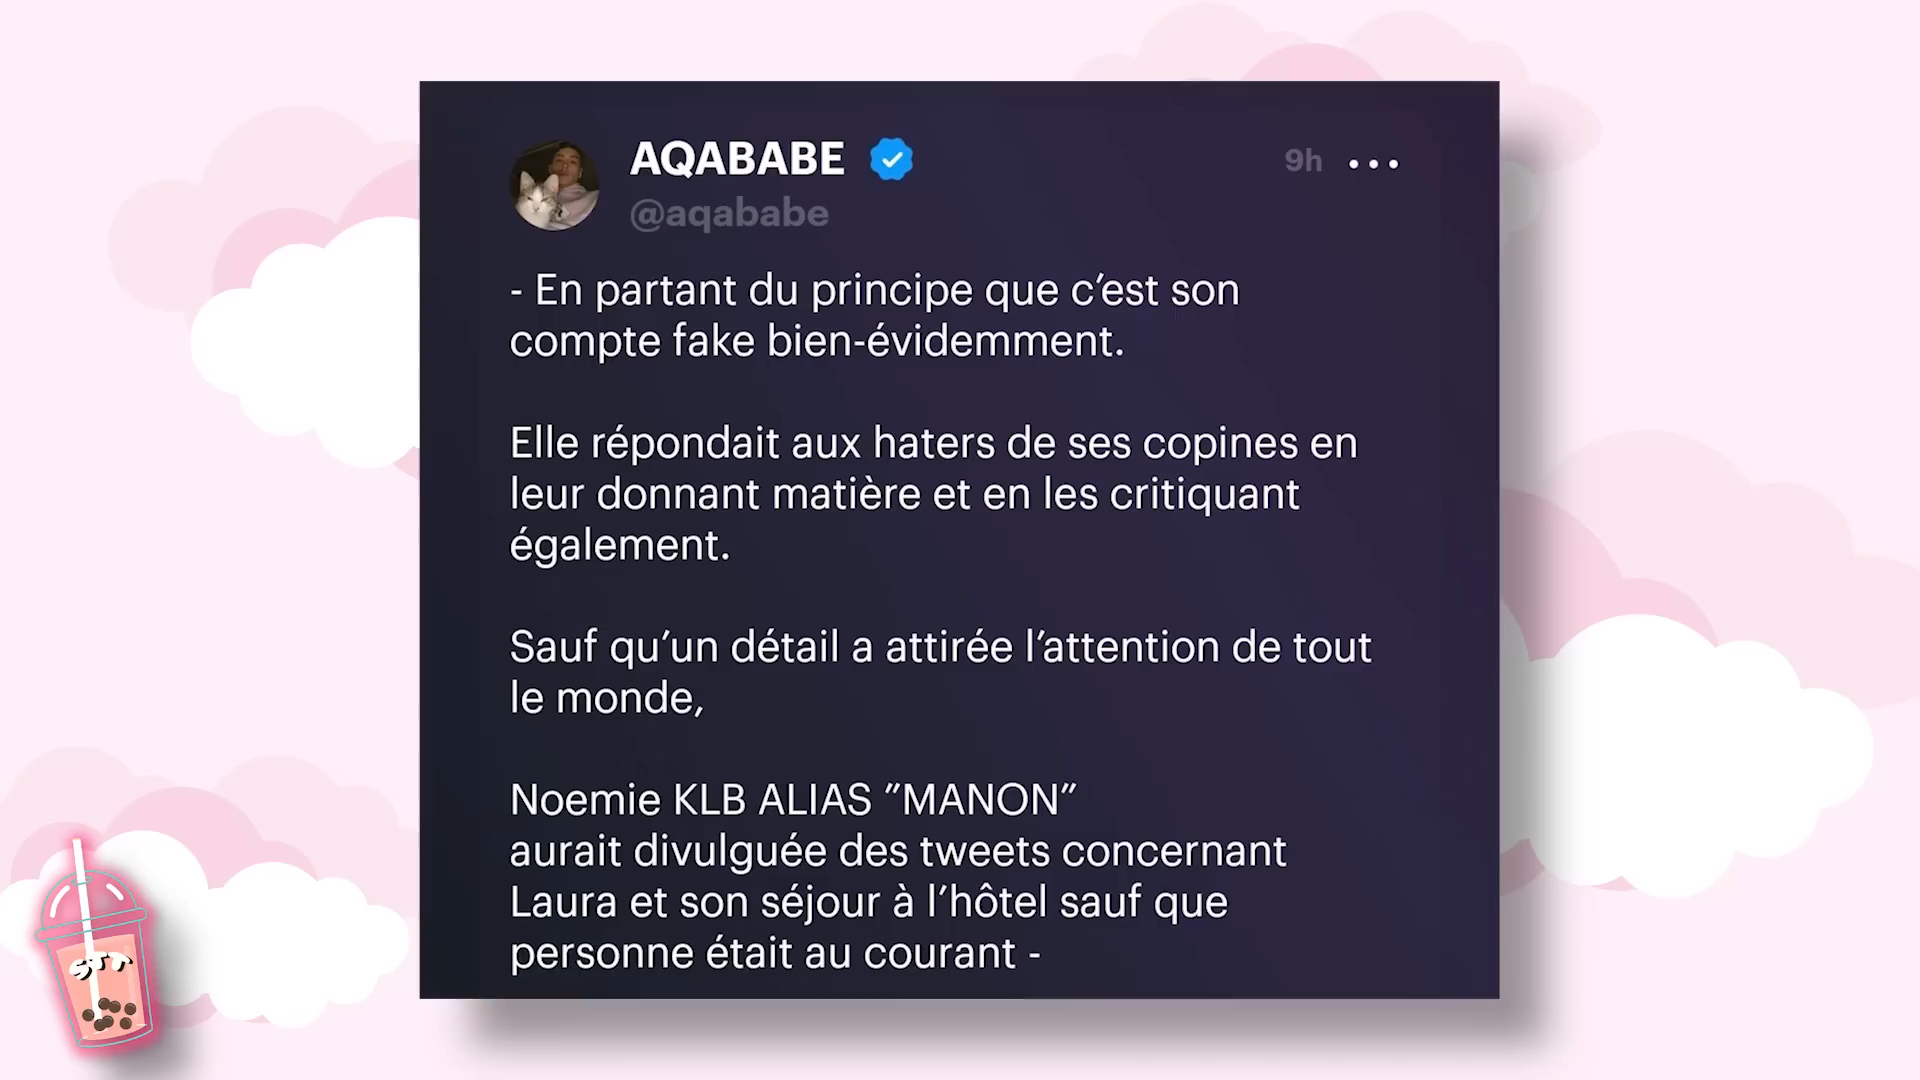 AQABABE
9h
@aqababe
- En partant du principe que c’est son
compte fake bien-évidemment.
Elle répondait aux haters de ses copines en
leur donnant matière et en les critiquant
également.
Sauf qu’un détail a attirée l’attention de tout
le monde,
Noemie KLB ALIAS ”MANON”
aurait divulguée des tweets concernant
Laura et son séjour à l’hôtel sauf que
personne était au courant -
STT